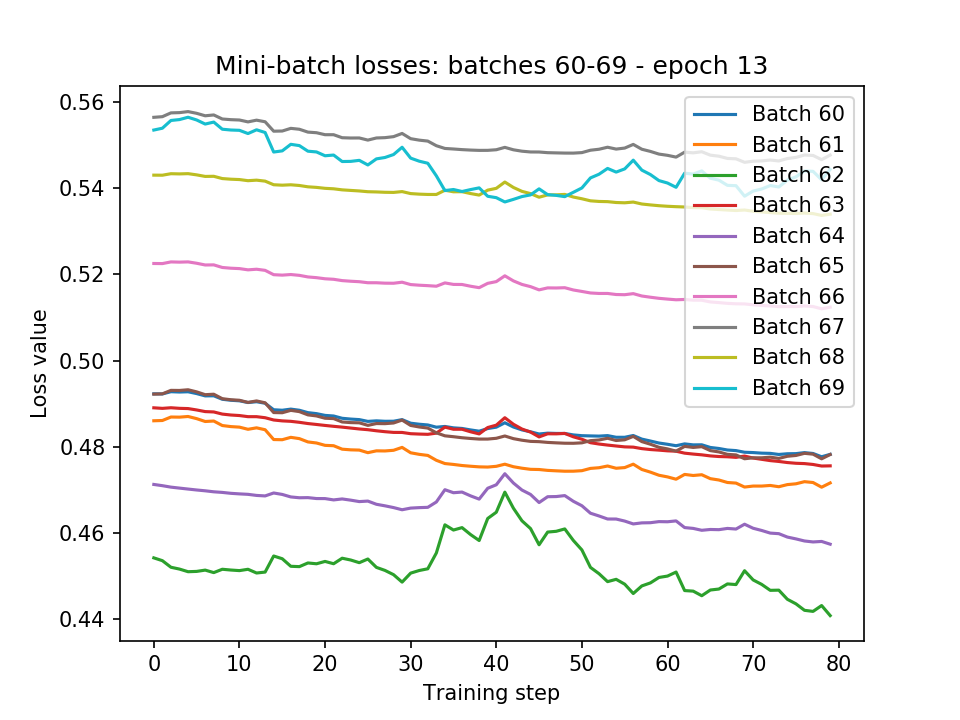 Mini-batch losses: batches 60-69 - epoch 13
0.56
0.54
0.52
0.50
0.48
0.46
0.44
Loss value
0
10
20
30
40
50
60
70
80
Training step
Batch 60
Batch 61
Batch 62
Batch 63
Batch 64
Batch 65
Batch 66
Batch 67
Batch 68
Batch 69